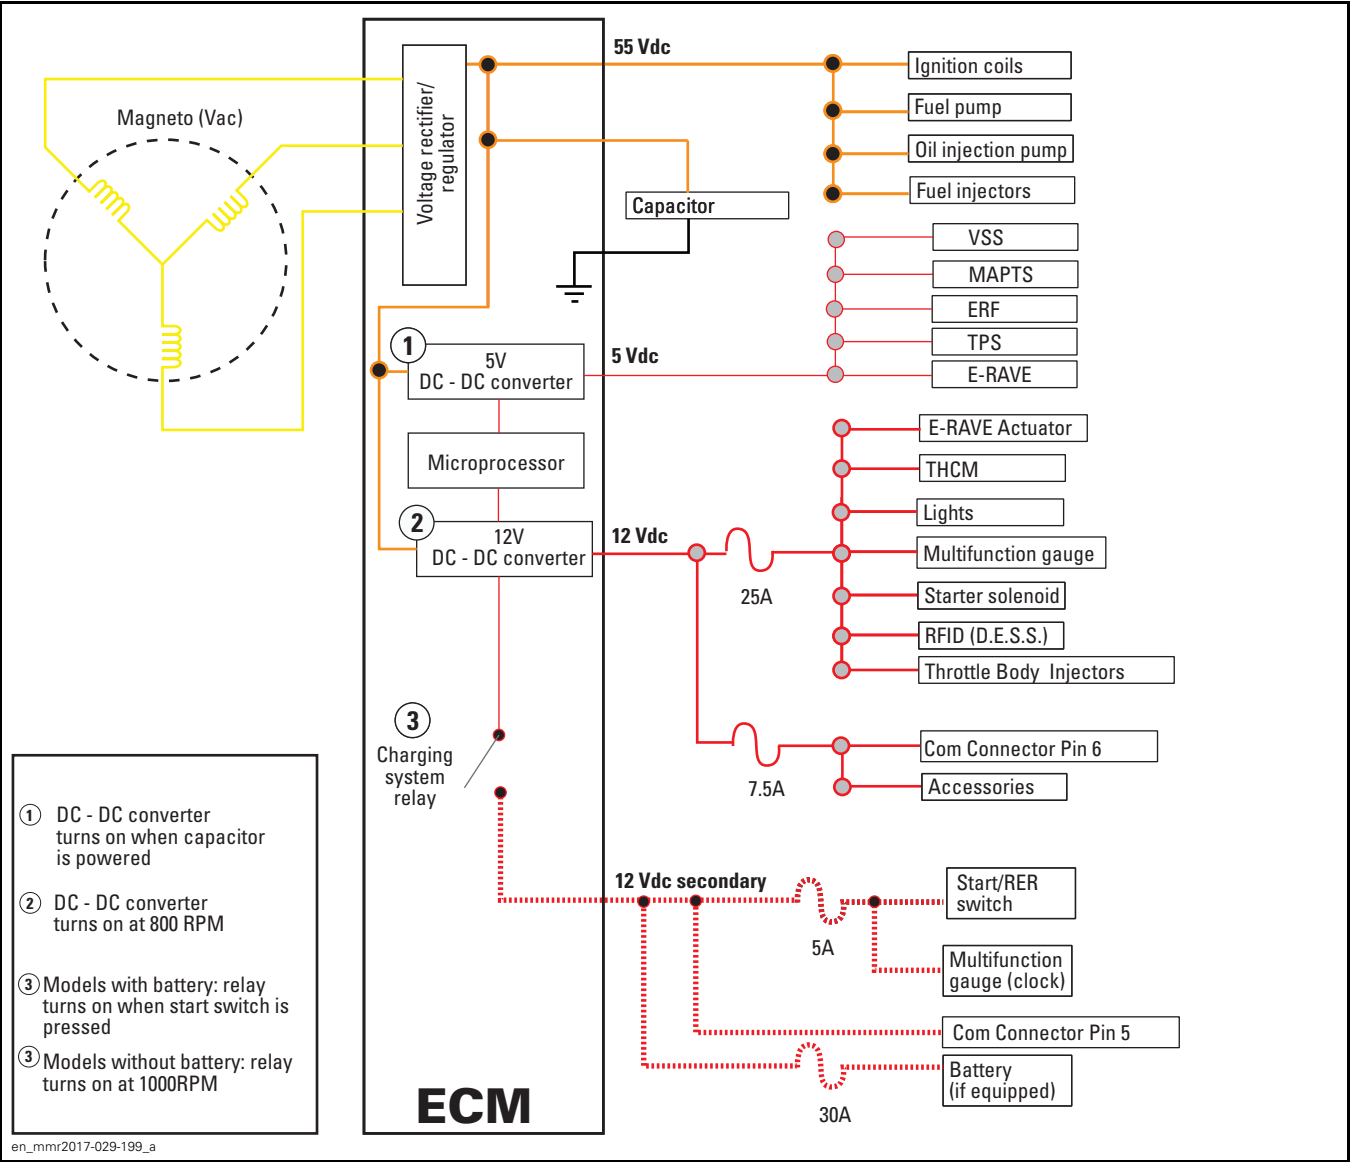 Magneto (Vac)
Voltage rectifier/
regulator
55 Vdc
Ignition coils
Fuel pump
Oil injection pump
Fuel injectors
Capacitor
VSS
MAPTS
ERF
TPS
E-RAVE
1
5V
DC - DC converter
5 Vdc
Microprocessor
2
12V
DC - DC converter
12 Vdc
25A
E-RAVE Actuator
THCM
Lights
Multifunction gauge
Starter solenoid
RFID (D.E.S.S.)
Throttle Body Injectors
7.5A
Com Connector Pin 6
Accessories
3
Charging
system
relay
12 Vdc secondary
5A
Start/RER
switch
Multifunction
gauge (clock)
Com Connector Pin 5
30A
Battery
(if equipped)
ECM
1 DC - DC converter
turns on when capacitor
is powered
2 DC - DC converter
turns on at 800 RPM
3 Models with battery: relay
turns on when start switch is
pressed
3 Models without battery: relay
turns on at 1000RPM
en_mmr2017-029-199_a